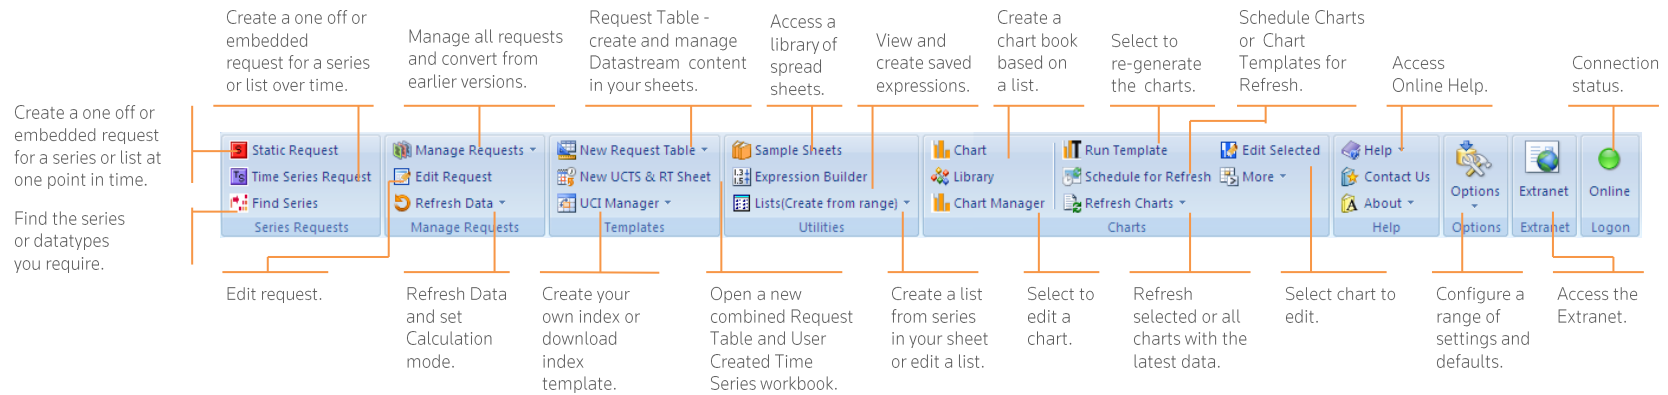 Create a one off or
embedded
request for a series
or list over time.
Manage all requests
and convert from
earlier versions.
Request Table -
create and manage
Datastream content
in your sheets.
Access a
library of
spread
sheets.
View and
create saved
expressions.
Create a
chart book
based on
a list.
Select to
re-generate
the charts.
Schedule Charts
or Chart
Templates for
Refresh.
Access
Online Help.
Connection
status.
Create a one off or
embedded request
for a series or list at
one point in time.
Find the series
or datatypes
you require.
Static Request
Time Series Request
Find Series
Series Requests
Manage Requests
Edit Request
Refresh Data
Manage Requests
New Request Table
New UCTS & RT Sheet
UCI Manager
Templates
Sample Sheets
Expression Builder
Lists(Create from range)
Utilities
Chart
Library
Chart Manager
Run Template
Schedule for Refresh
Refresh Charts
Edit Selected
More
Charts
Help
Contact Us
About
Help
Options
Options
Extranet
Extranet
Online
Logon
Edit request.
Refresh Data
and set
Calculation
mode.
Create your
own index or
download
index
template.
Open a new
combined Request
Table and User
Created Time
Series workbook.
Create a list
from series
in your sheet
or edit a list.
Select to
edit a
chart.
Refresh
selected or all
charts with the
latest data.
Select chart to
edit.
Configure a
range of
settings and
defaults.
Access the
Extranet.